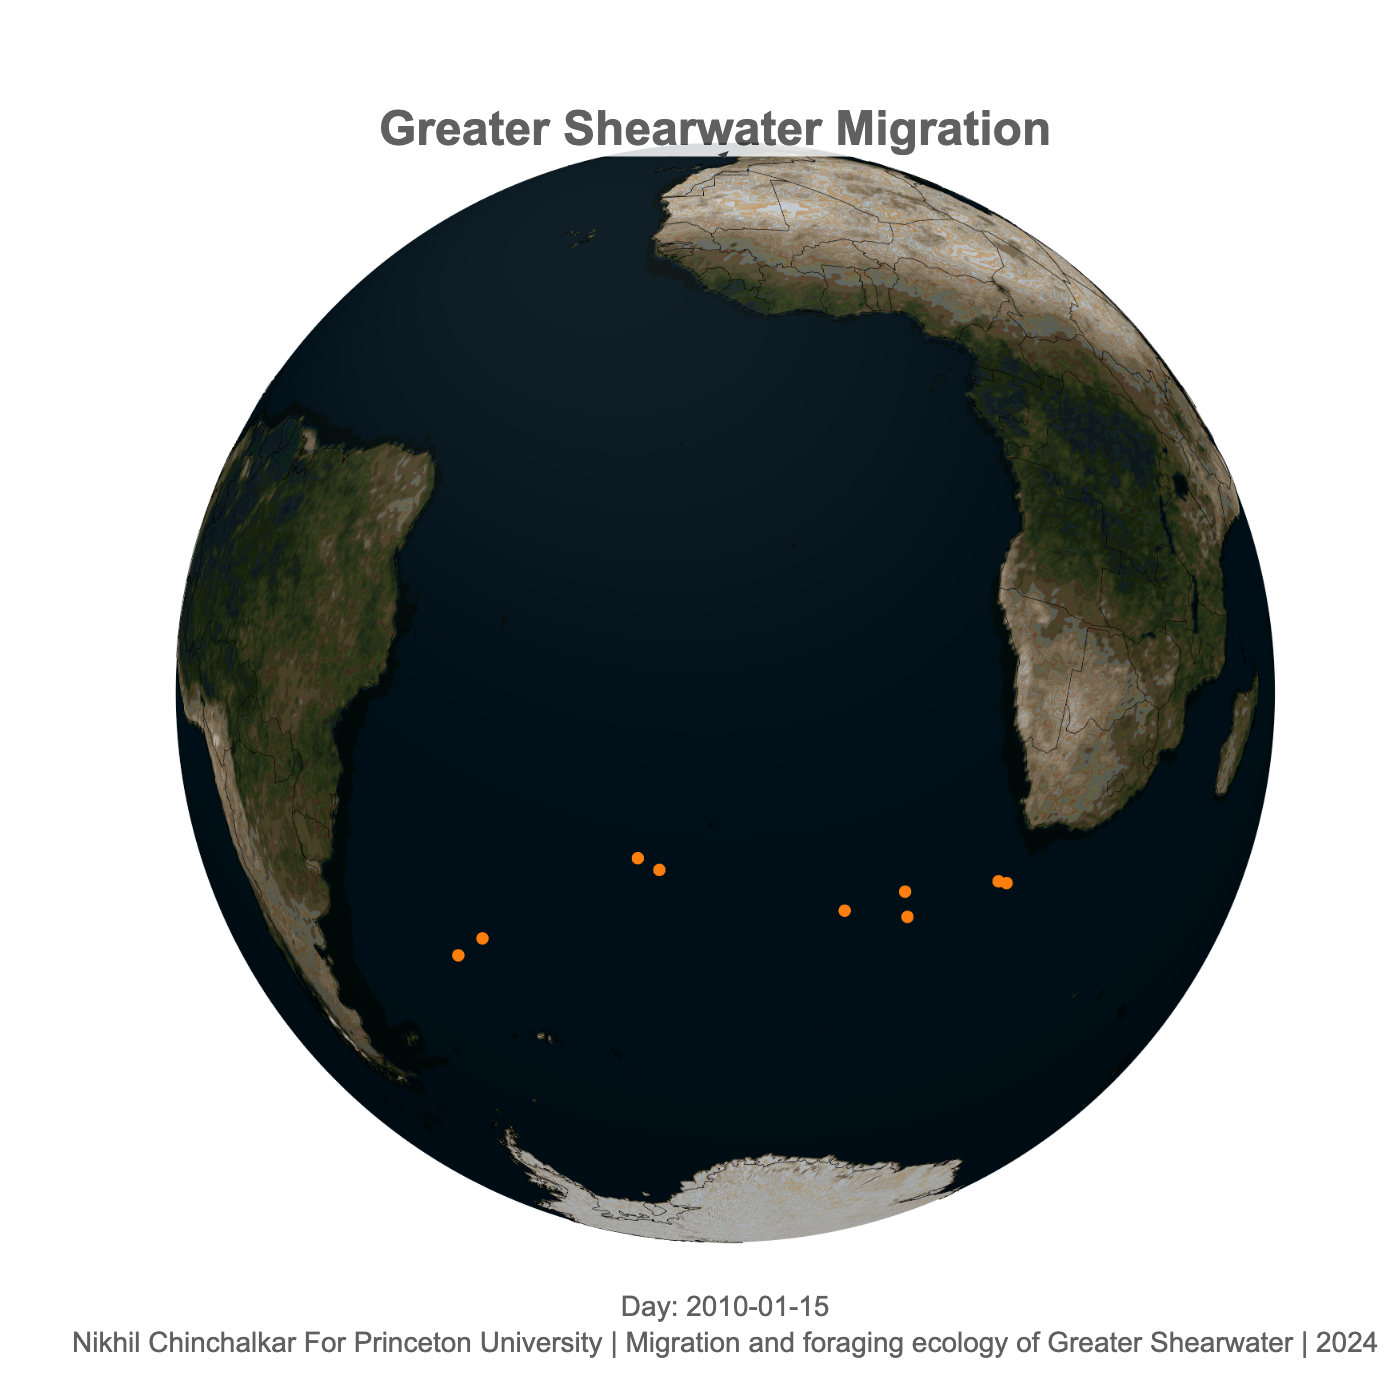 Greater Shearwater Migration
Day: 2010-01-15
Nikhil Chinchalkar For Princeton University | Migration and foraging ecology of Greater Shearwater | 2024